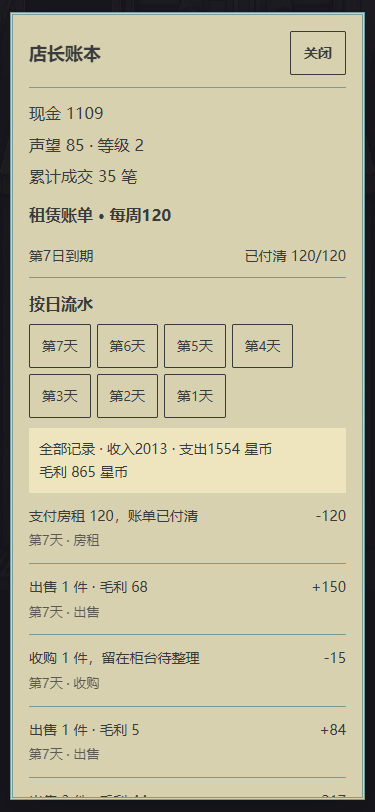 店长账本
关闭
现金 1109
声望 85 · 等级 2
累计成交 35 笔
租赁账单 • 每周120
第7日到期 已付清 120/120
按日流水
第7天 第6天 第5天 第4天
第3天 第2天 第1天
全部记录 · 收入2013 · 支出1554 星币
毛利 865 星币
支付房租 120，账单已付清 -120
第7天 · 房租
出售 1 件 · 毛利 68 +150
第7天 · 出售
收购 1 件，留在柜台待整理 -15
第7天 · 收购
出售 1 件 · 毛利 5 +84
第7天 · 出售